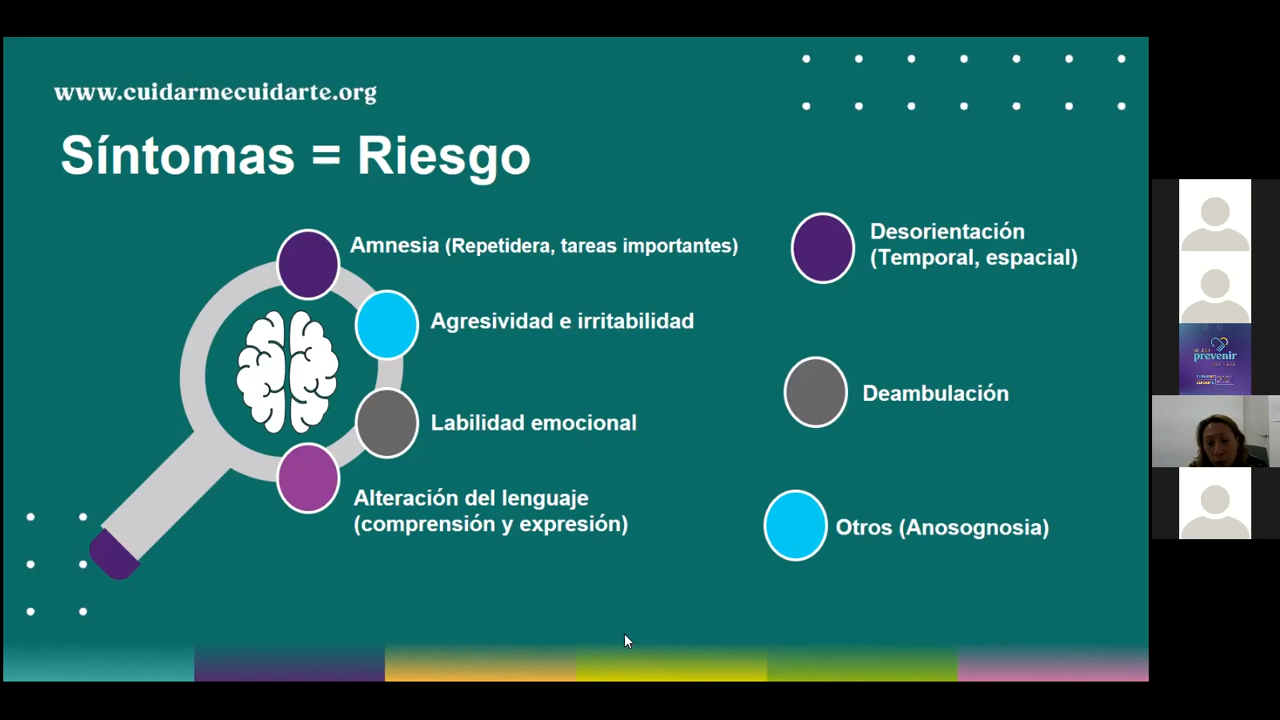 www.cuidarmecuidarte.org
Síntomas = Riesgo
Amnesia (Repetidera, tareas importantes)
Agresividad e irritabilidad
Labilidad emocional
Alteración del lenguaje
(comprensión y expresión)
Desorientación
(Temporal, espacial)
Deambulación
Otros (Anosognosia)
prevenir